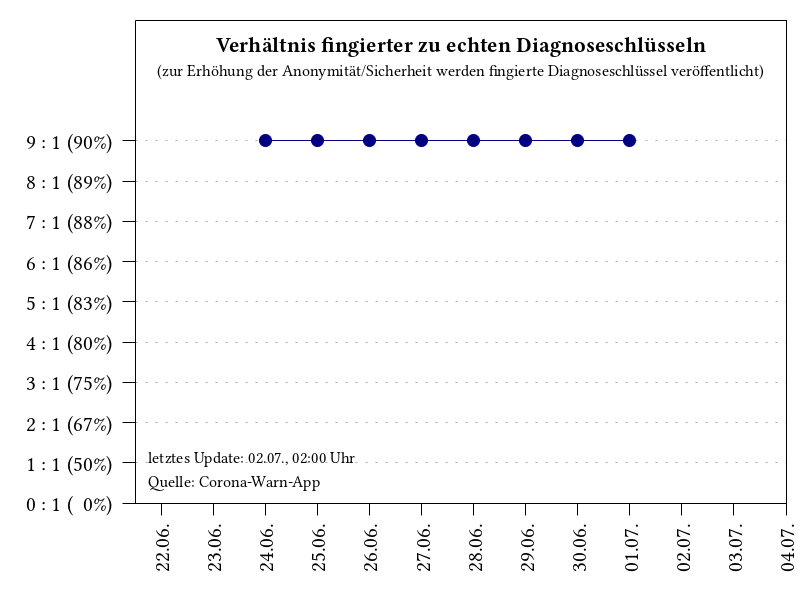 Verhältnis fingierter zu echten Diagnoseschlüsseln
(zur Erhöhung der Anonymität/Sicherheit werden fingierte Diagnoseschlüssel veröffentlicht)
9 : 1 (90%)
8 : 1 (89%)
7 : 1 (88%)
6 : 1 (86%)
5 : 1 (83%)
4 : 1 (80%)
3 : 1 (75%)
2 : 1 (67%)
1 : 1 (50%)
0 : 1 ( 0%)
letztes Update: 02.07., 02:00 Uhr
Quelle: Corona-Warn-App
22.06.
23.06.
24.06.
25.06.
26.06.
27.06.
28.06.
29.06.
30.06.
01.07.
02.07.
03.07.
04.07.